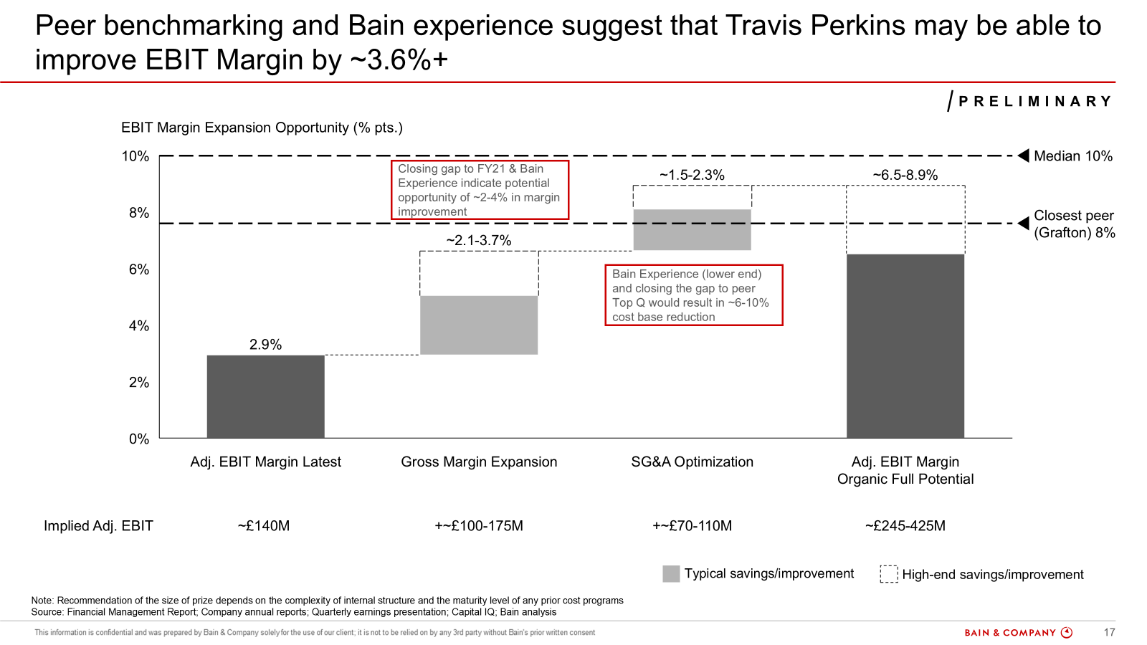 Peer benchmarking and Bain experience suggest that Travis Perkins may be able to
improve EBIT Margin by ~3.6%+
PRELIMINARY
EBIT Margin Expansion Opportunity (% pts.)
10%
8%
6%
4%
2%
0%
Median 10%
Closest peer
(Grafton) 8%
Closing gap to FY21 & Bain
Experience indicate potential
opportunity of ~2-4% in margin
improvement
~1.5-2.3%
~6.5-8.9%
~2.1-3.7%
Bain Experience (lower end)
and closing the gap to peer
Top Q would result in ~6-10%
cost base reduction
2.9%
Adj. EBIT Margin Latest
Gross Margin Expansion
SG&A Optimization
Adj. EBIT Margin
Organic Full Potential
Implied Adj. EBIT
~£140M
+~£100-175M
+~£70-110M
~£245-425M
Typical savings/improvement
High-end savings/improvement
Note: Recommendation of the size of prize depends on the complexity of internal structure and the maturity level of any prior cost programs
Source: Financial Management Report; Company annual reports; Quarterly earnings presentation; Capital IQ; Bain analysis
This information is confidential and was prepared by Bain & Company solely for the use of our client; it is not to be relied on by any 3rd party without Bain's prior written consent
BAIN & COMPANY
17